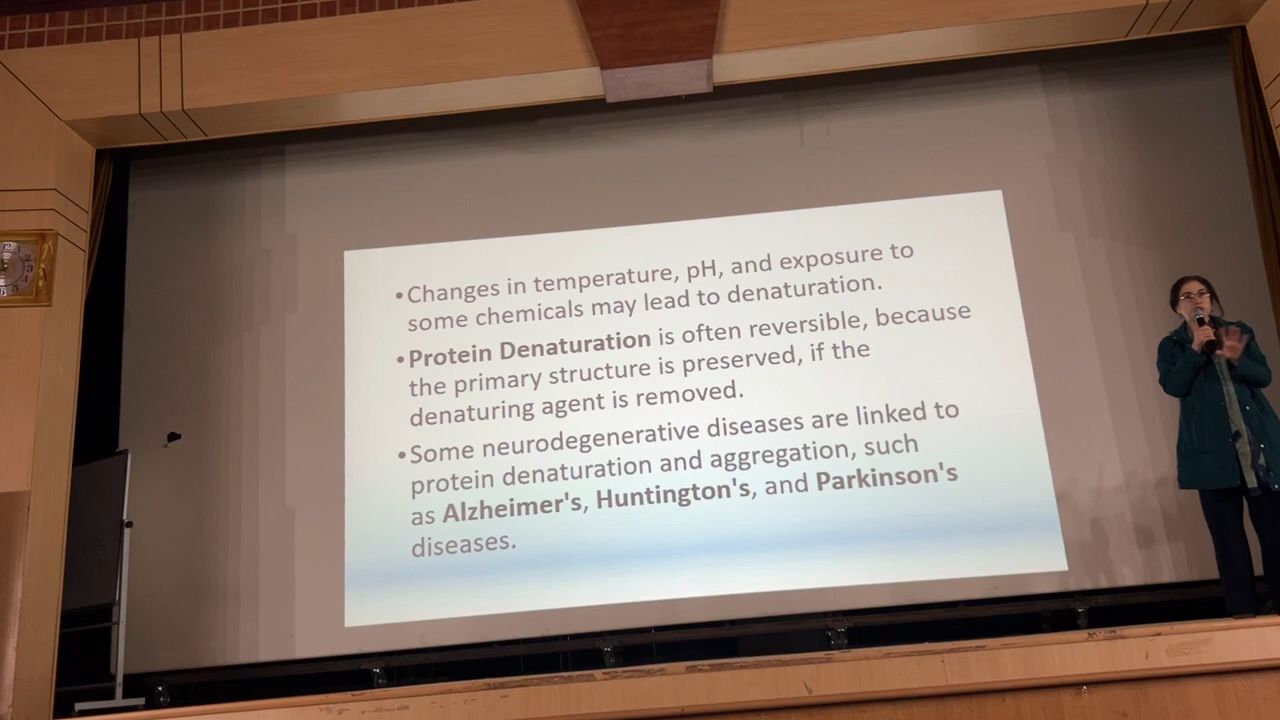 •Changes in temperature, pH, and exposure to
some chemicals may lead to denaturation.
•Protein Denaturation is often reversible, because
the primary structure is preserved, if the
denaturing agent is removed.
•Some neurodegenerative diseases are linked to
protein denaturation and aggregation, such
as Alzheimer's, Huntington's, and Parkinson's
diseases.